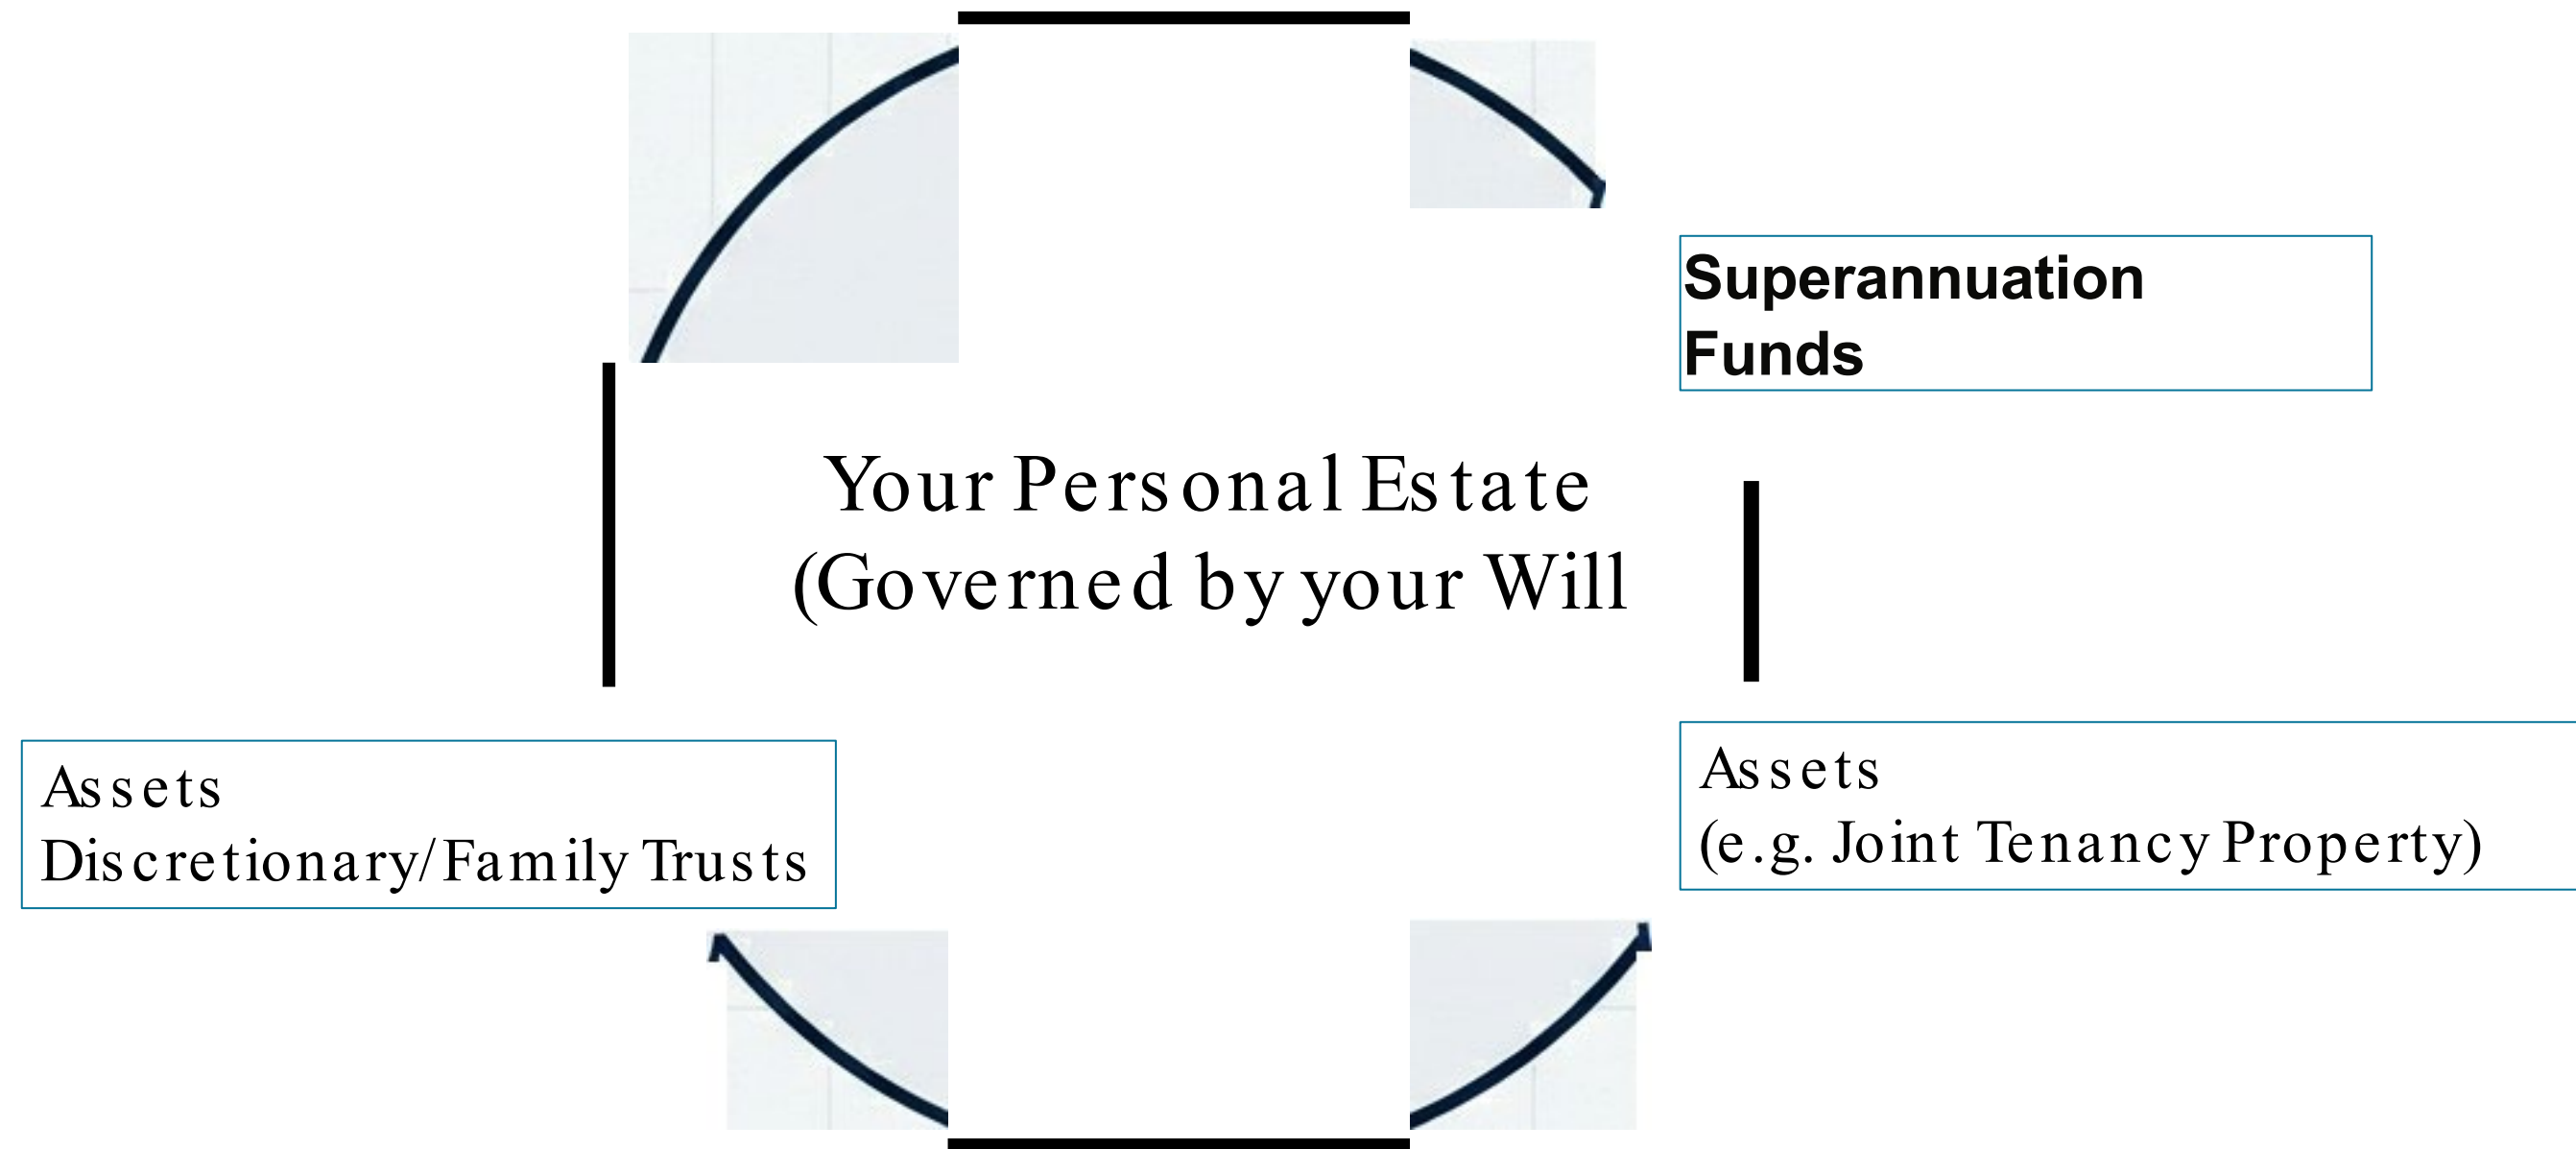 Superannuation
Funds
Your Personal Estate
(Governed by your Will
Assets
Discretionary/Family Trusts
Assets
(e.g. Joint Tenancy Property)